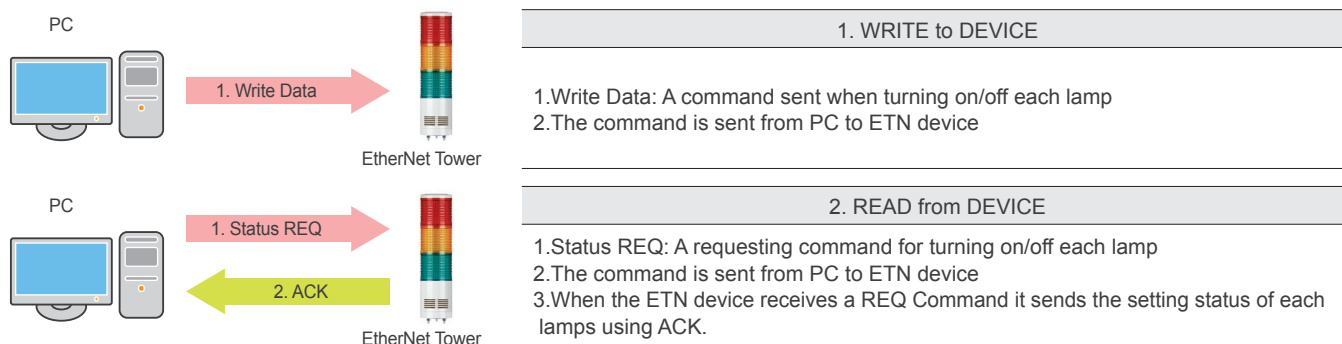 PC
1. Write Data
EtherNet Tower
1. WRITE to DEVICE
1.Write Data: A command sent when turning on/off each lamp
2.The command is sent from PC to ETN device
PC
1. Status REQ
2. ACK
EtherNet Tower
2. READ from DEVICE
1.Status REQ: A requesting command for turning on/off each lamp
2.The command is sent from PC to ETN device
3.When the ETN device receives a REQ Command it sends the setting status of each
lamps using ACK.